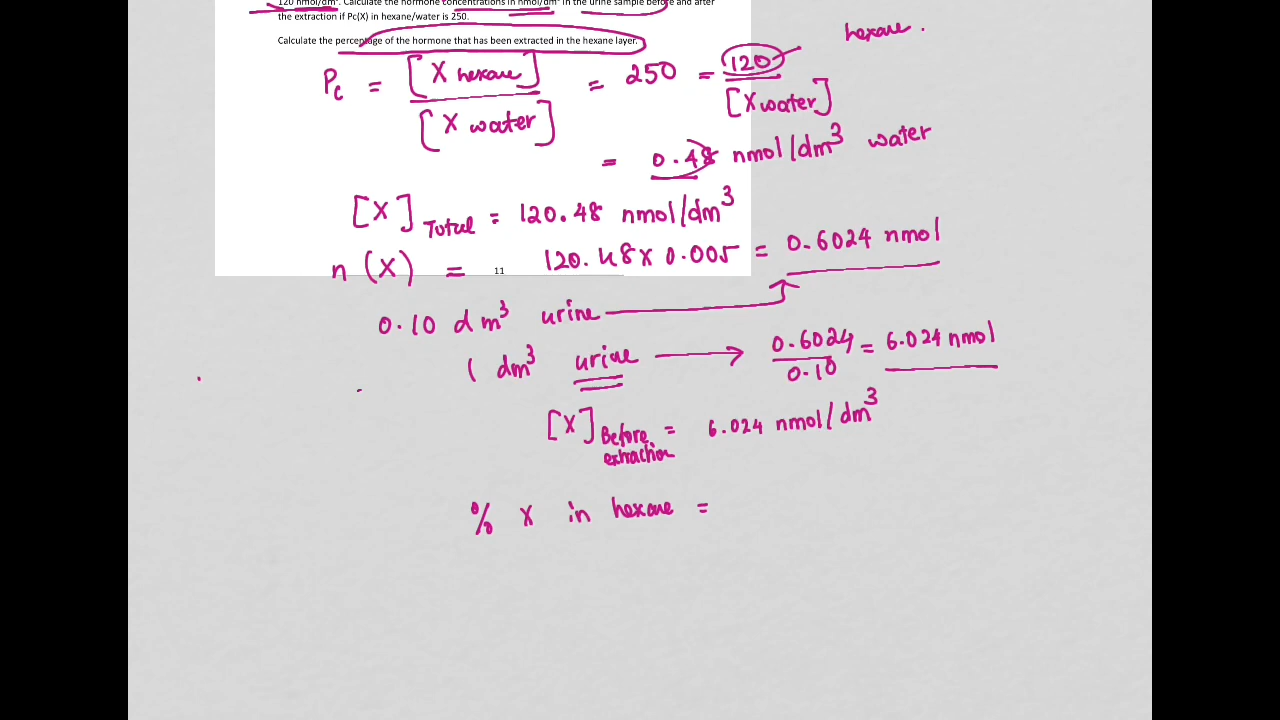 120 nmol/dm³. Calculate the hormone concentrations in nmol/dm³ in the urine sample before and after
the extraction if Pc(X) in hexane/water is 250.
Calculate the percentage of the hormone that has been extracted in the hexane layer.
hexane.
Pc = [X hexane] / [X water] = 250 = 120 / [X water]
= 0.48 nmol/dm³ water
[X] Total = 120.48 nmol/dm³
n (X) = 120.48 x 0.005 = 0.6024 nmol
11
0.10 dm³ urine → 
1 dm³ urine → 0.6024 / 0.10 = 6.024 nmol
[X] Before extraction = 6.024 nmol/dm³
% X in hexane =